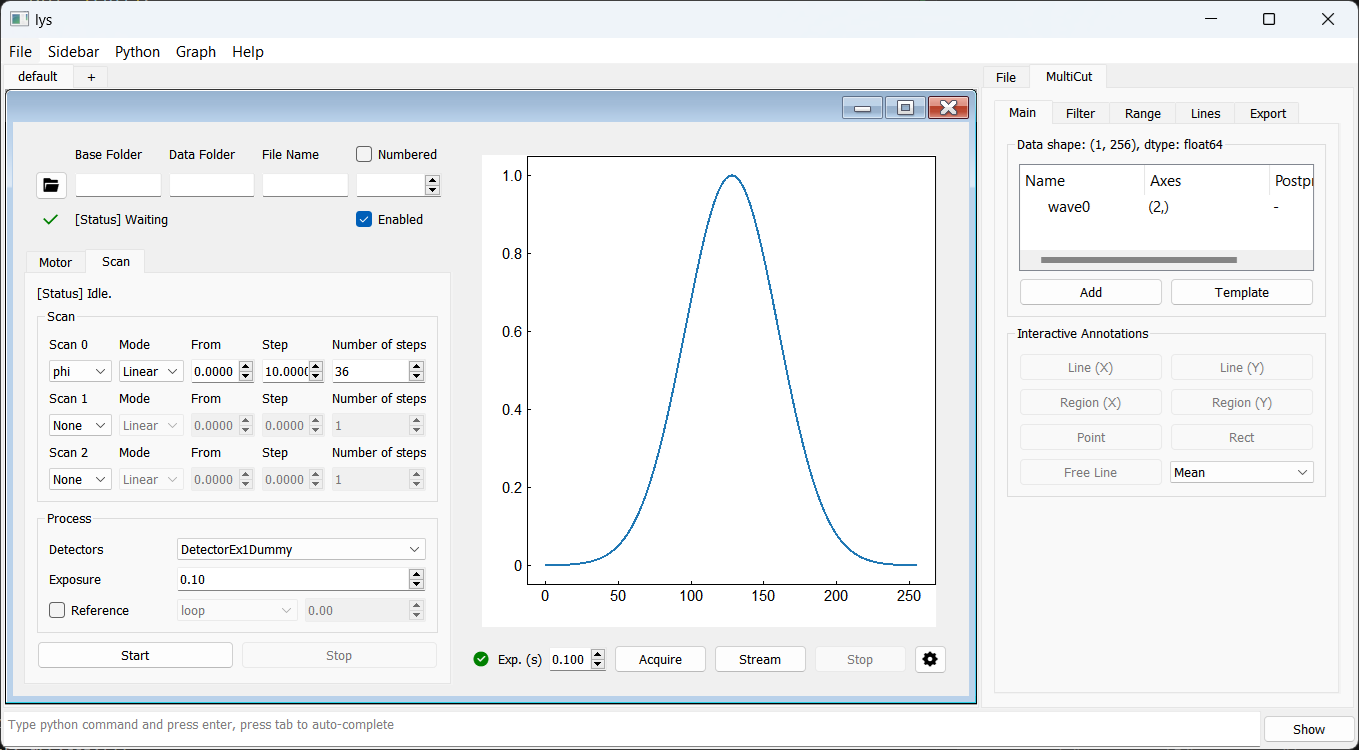 lys
File Sidebar Python Graph Help
default +
Base Folder Data Folder File Name Numbered
[Status] Waiting Enabled
Motor Scan
[Status] Idle.
Scan
Scan 0 Mode From Step Number of steps
phi Linear 0.0000 10.0000 36
Scan 1 Mode From Step Number of steps
None Linear 0.0000 0.0000 1
Scan 2 Mode From Step Number of steps
None Linear 0.0000 0.0000 1
Process
Detectors DetectorEx1Dummy
Exposure 0.10
Reference loop 0.00
Start Stop
1.0
0.8
0.6
0.4
0.2
0
0 50 100 150 200 250
Exp. (s) 0.100 Acquire Stream Stop
File MultiCut
Main Filter Range Lines Export
Data shape: (1, 256), dtype: float64
Name Axes
wave0 (2,) -
Add Template
Interactive Annotations
Line (X) Line (Y)
Region (X) Region (Y)
Point Rect
Free Line Mean
Type python command and press enter, press tab to auto-complete
Show